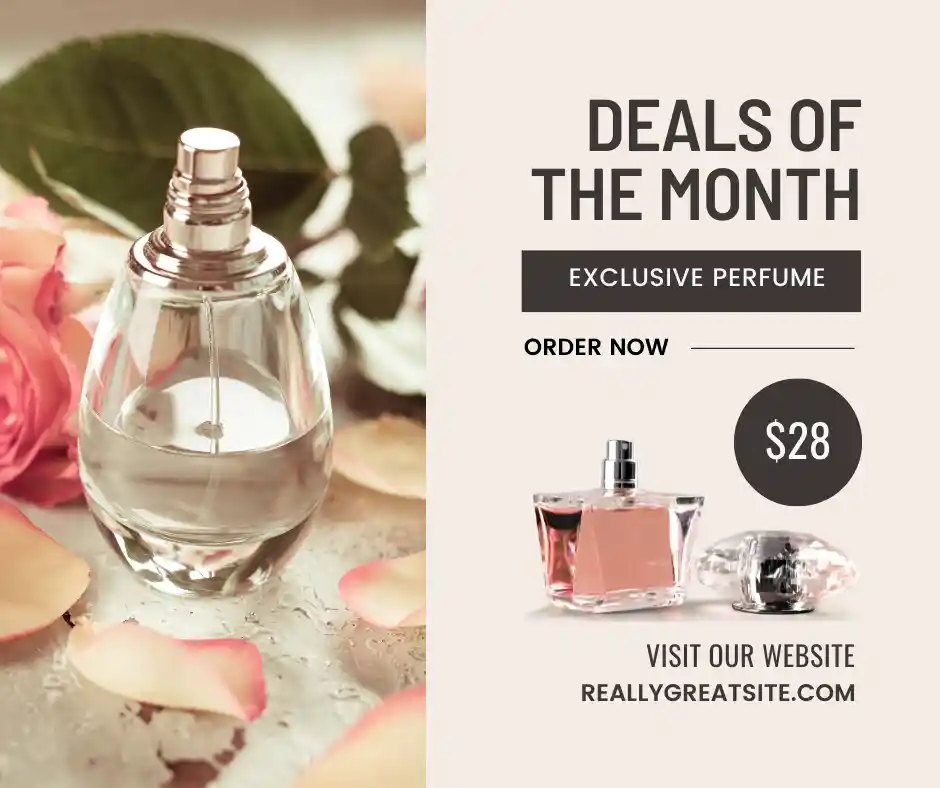 DEALS OF
THE MONTH
EXCLUSIVE PERFUME
ORDER NOW
$28
VISIT OUR WEBSITE
REALLYGREATSITE.COM